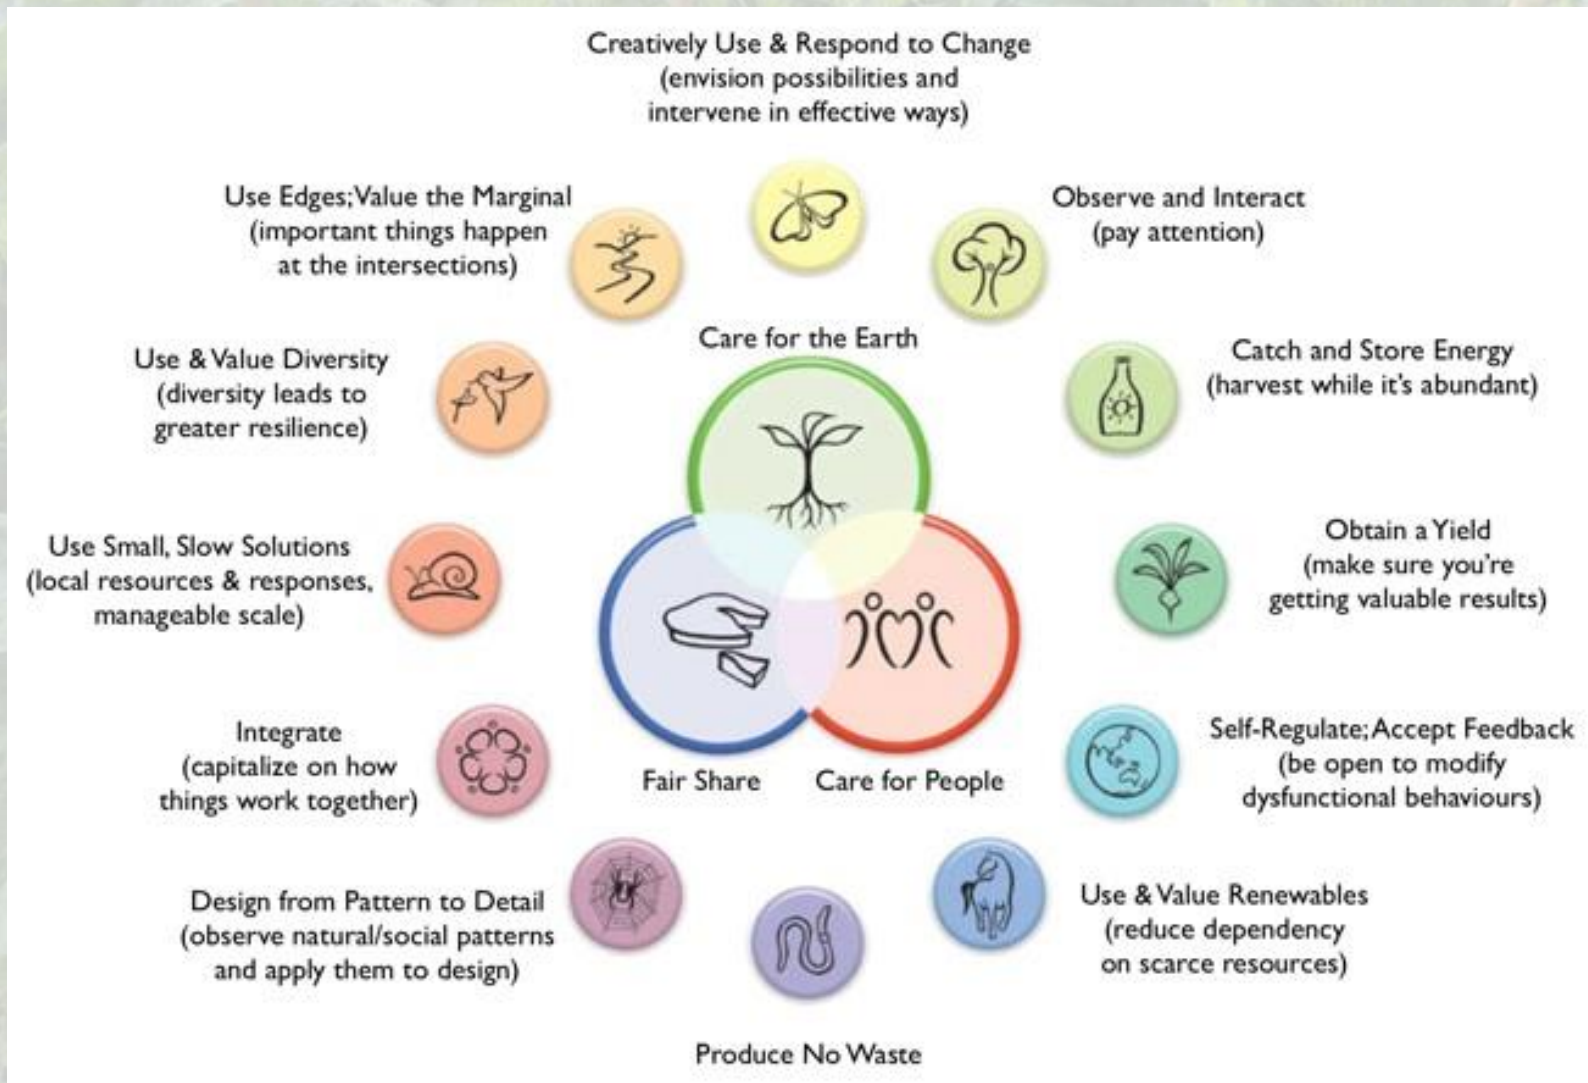 Creatively Use & Respond to Change
(envision possibilities and
intervene in effective ways)
Use Edges; Value the Marginal
(important things happen
at the intersections)
Observe and Interact
(pay attention)
Care for the Earth
Use & Value Diversity
(diversity leads to
greater resilience)
Catch and Store Energy
(harvest while it's abundant)
Use Small, Slow Solutions
(local resources & responses,
manageable scale)
Obtain a Yield
(make sure you're
getting valuable results)
Integrate
(capitalize on how
things work together)
Fair Share
Care for People
Self-Regulate; Accept Feedback
(be open to modify
dysfunctional behaviours)
Design from Pattern to Detail
(observe natural/social patterns
and apply them to design)
Use & Value Renewables
(reduce dependency
on scarce resources)
Produce No Waste